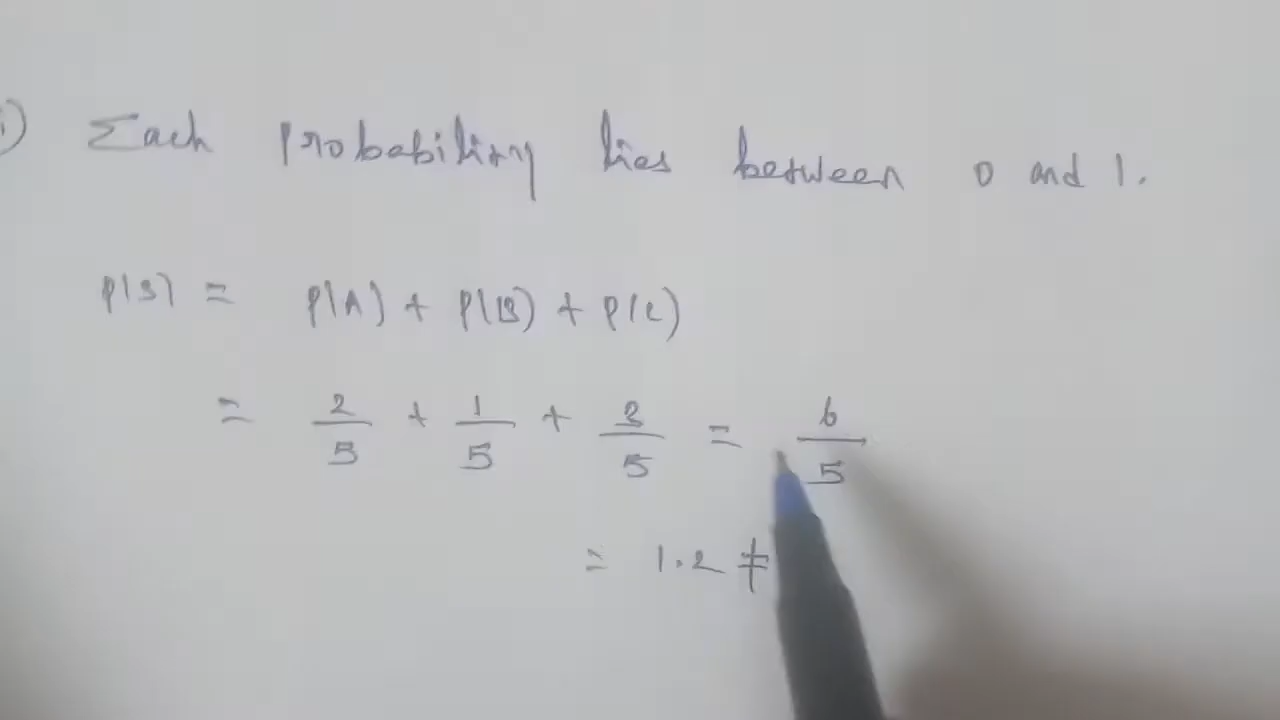 i) Each probability lies between 0 and 1.
P(S) = P(A) + P(B) + P(C)
= 2/5 + 1/5 + 3/5 = 6/5
= 1.2 ≠